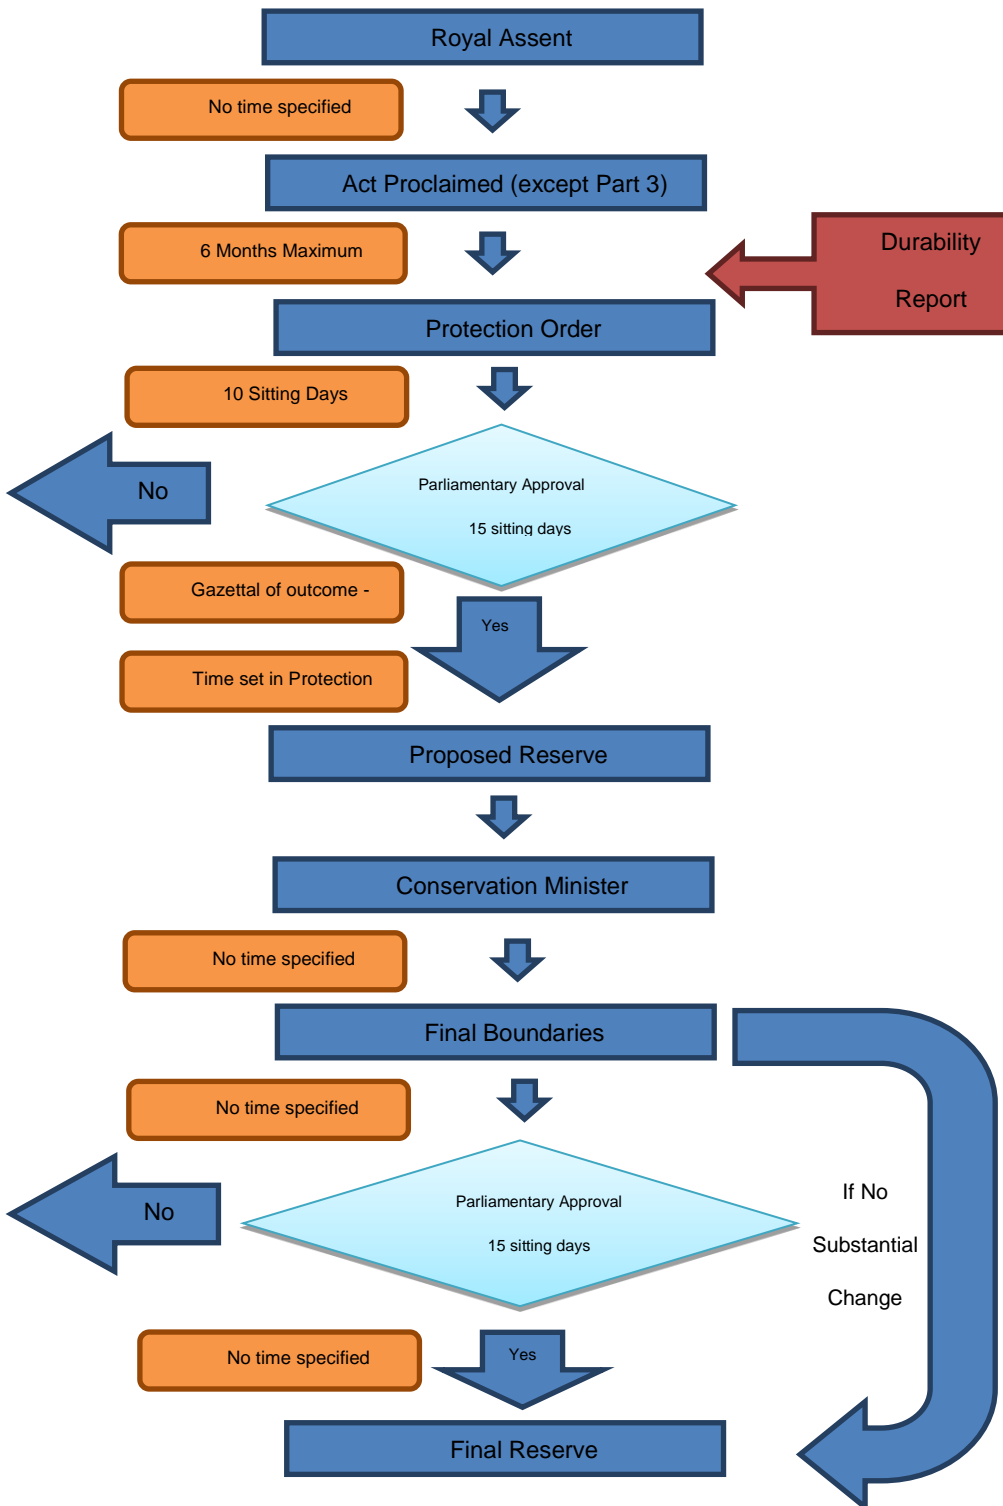 Royal Assent
No time specified
Act Proclaimed (except Part 3)
6 Months Maximum
Durability
Report
Protection Order
10 Sitting Days
Parliamentary Approval
15 sitting days
No
Gazettal of outcome -
Yes
Time set in Protection
Proposed Reserve
Conservation Minister
No time specified
Final Boundaries
No time specified
Parliamentary Approval
15 sitting days
No
If No
Substantial
Change
No time specified
Yes
Final Reserve